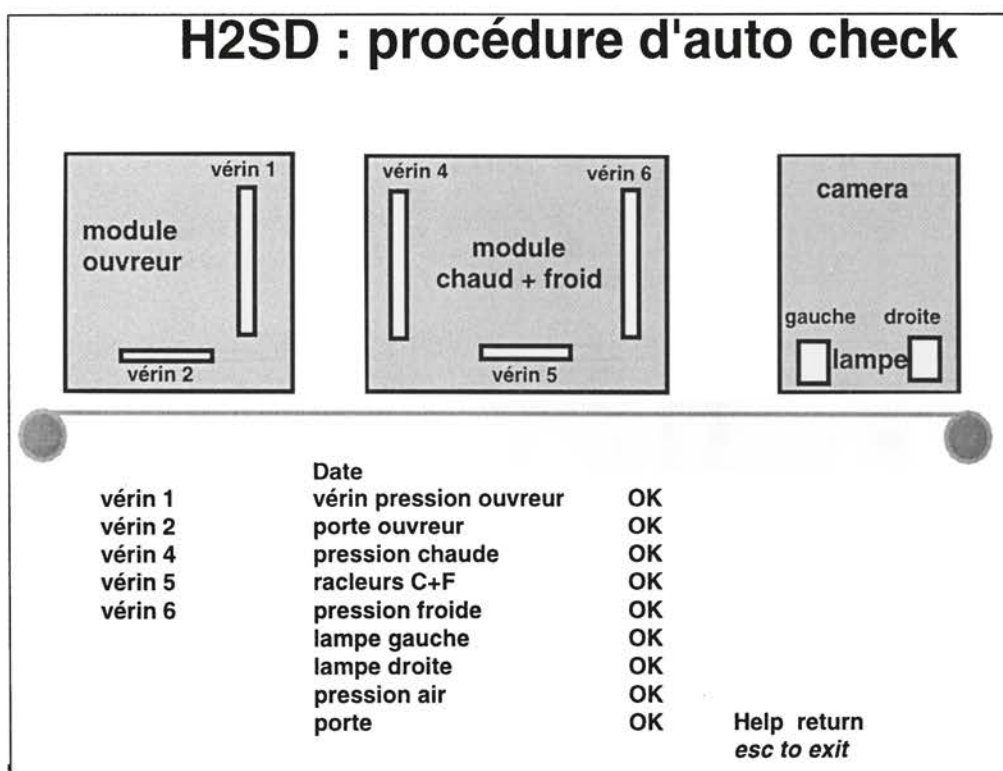 H2SD : procédure d'auto check
vérin 1
module
ouvreur
vérin 2
vérin 4
vérin 6
module
chaud + froid
vérin 5
camera
gauche droite
lampe
Date
vérin 1 vérin pression ouvreur OK
vérin 2 porte ouvreur OK
vérin 4 pression chaude OK
vérin 5 racleurs C+F OK
vérin 6 pression froide OK
lampe gauche OK
lampe droite OK
pression air OK
porte OK Help return
esc to exit